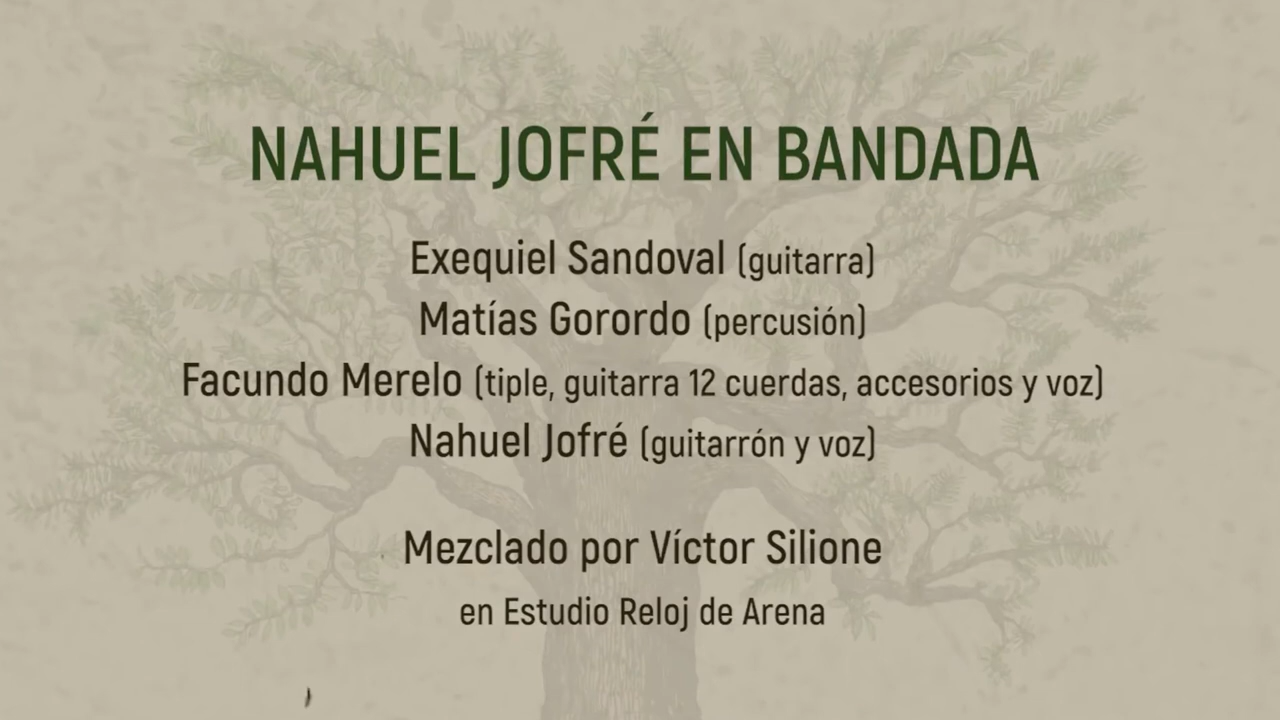 NAHUEL JOFRÉ EN BANDADA
Exequiel Sandoval (guitarra)
Matías Gorordo (percusión)
Facundo Merelo (tiple, guitarra 12 cuerdas, accesorios y voz)
Nahuel Jofré (guitarrón y voz)
Mezclado por Víctor Silione
en Estudio Reloj de Arena